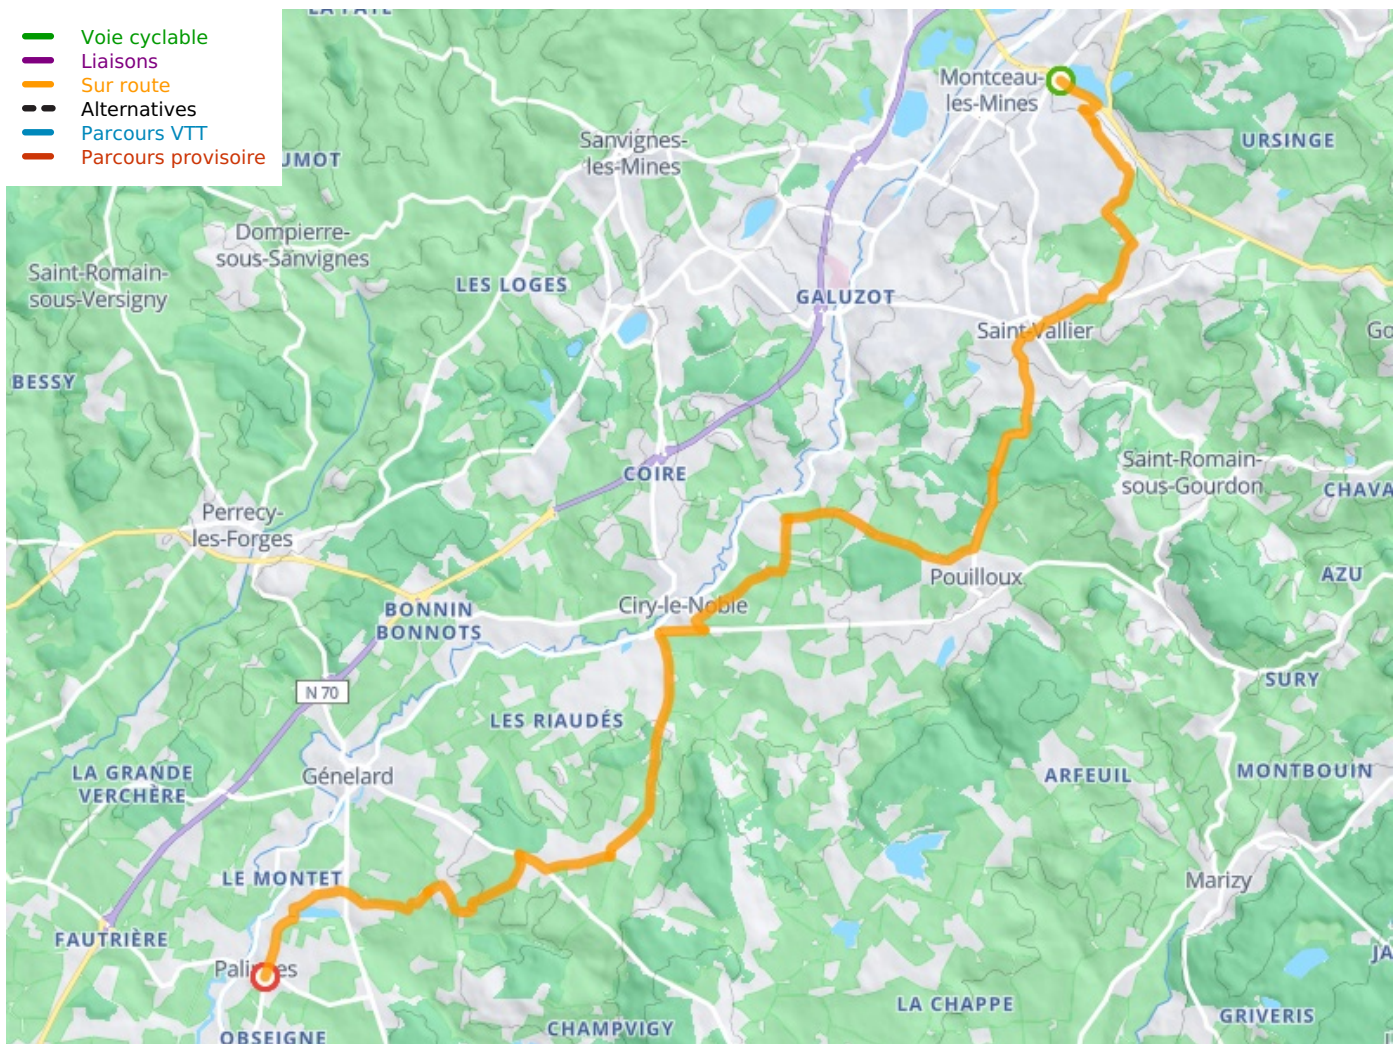 Voie cyclable
Liaisons
Sur route
Alternatives
Parcours VTT
Parcours provisoire
Montceau-
les-Mines
URSINGE
Sanvignes-
les-Mines
Dompierre-
sous-Sanvignes
Saint-Romain-
sous-Versigny
LES LOGES
GALUZOT
Saint-Vallier
BESSY
COIRE
Saint-Romain-
sous-Gourdon
CHAVA
Perrecy-
les-Forges
Pouilloux
AZU
BONNIN
BONNOTS
Ciry-le-Noble
SURY
N 70
LES RIAUDÉS
LA GRANDE
VERCHÈRE
Génelard
ARFEUIL
MONTBOUIN
LE MONTET
Marizy
FAUTRIÈRE
Palinges
LA CHAPPE
GRIVERIS
CHAMPVIGY
OBSEIGNE